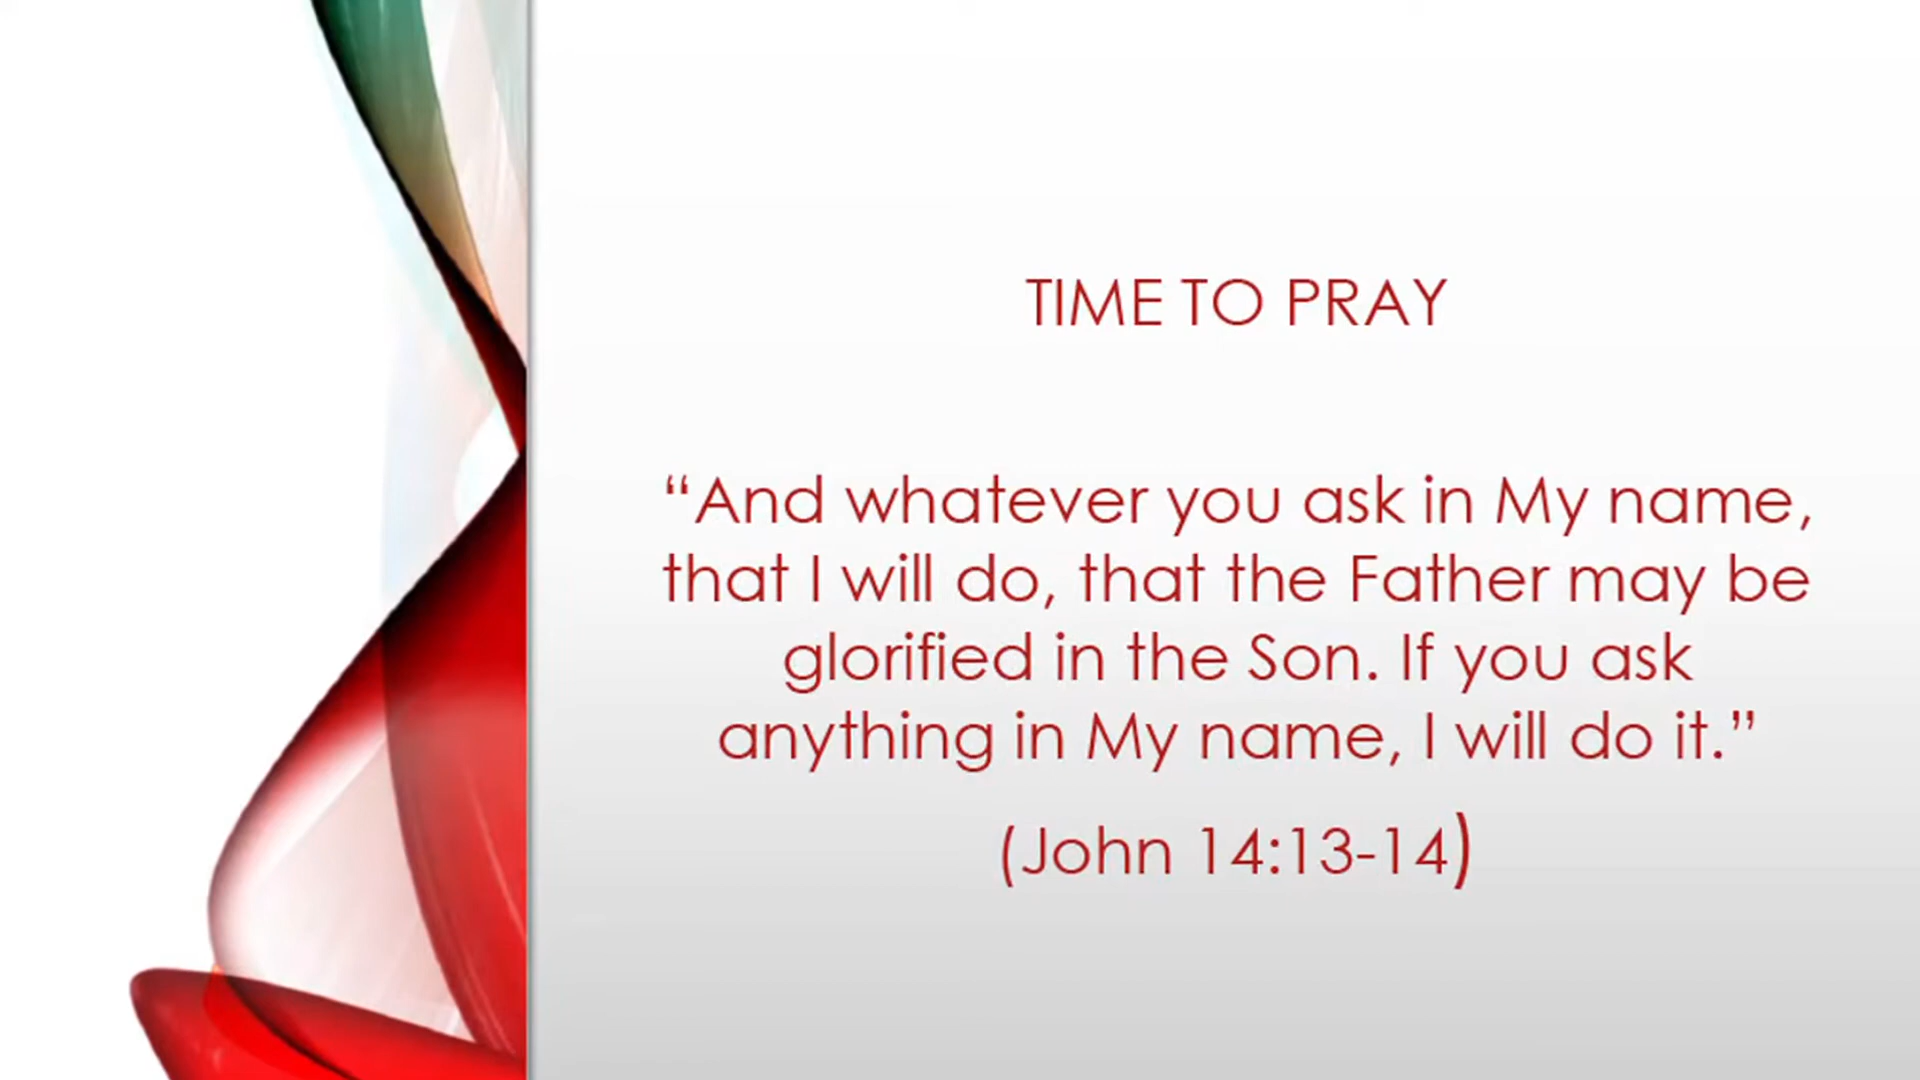 TIME TO PRAY
“And whatever you ask in My name,
that I will do, that the Father may be
glorified in the Son. If you ask
anything in My name, I will do it.”
(John 14:13-14)